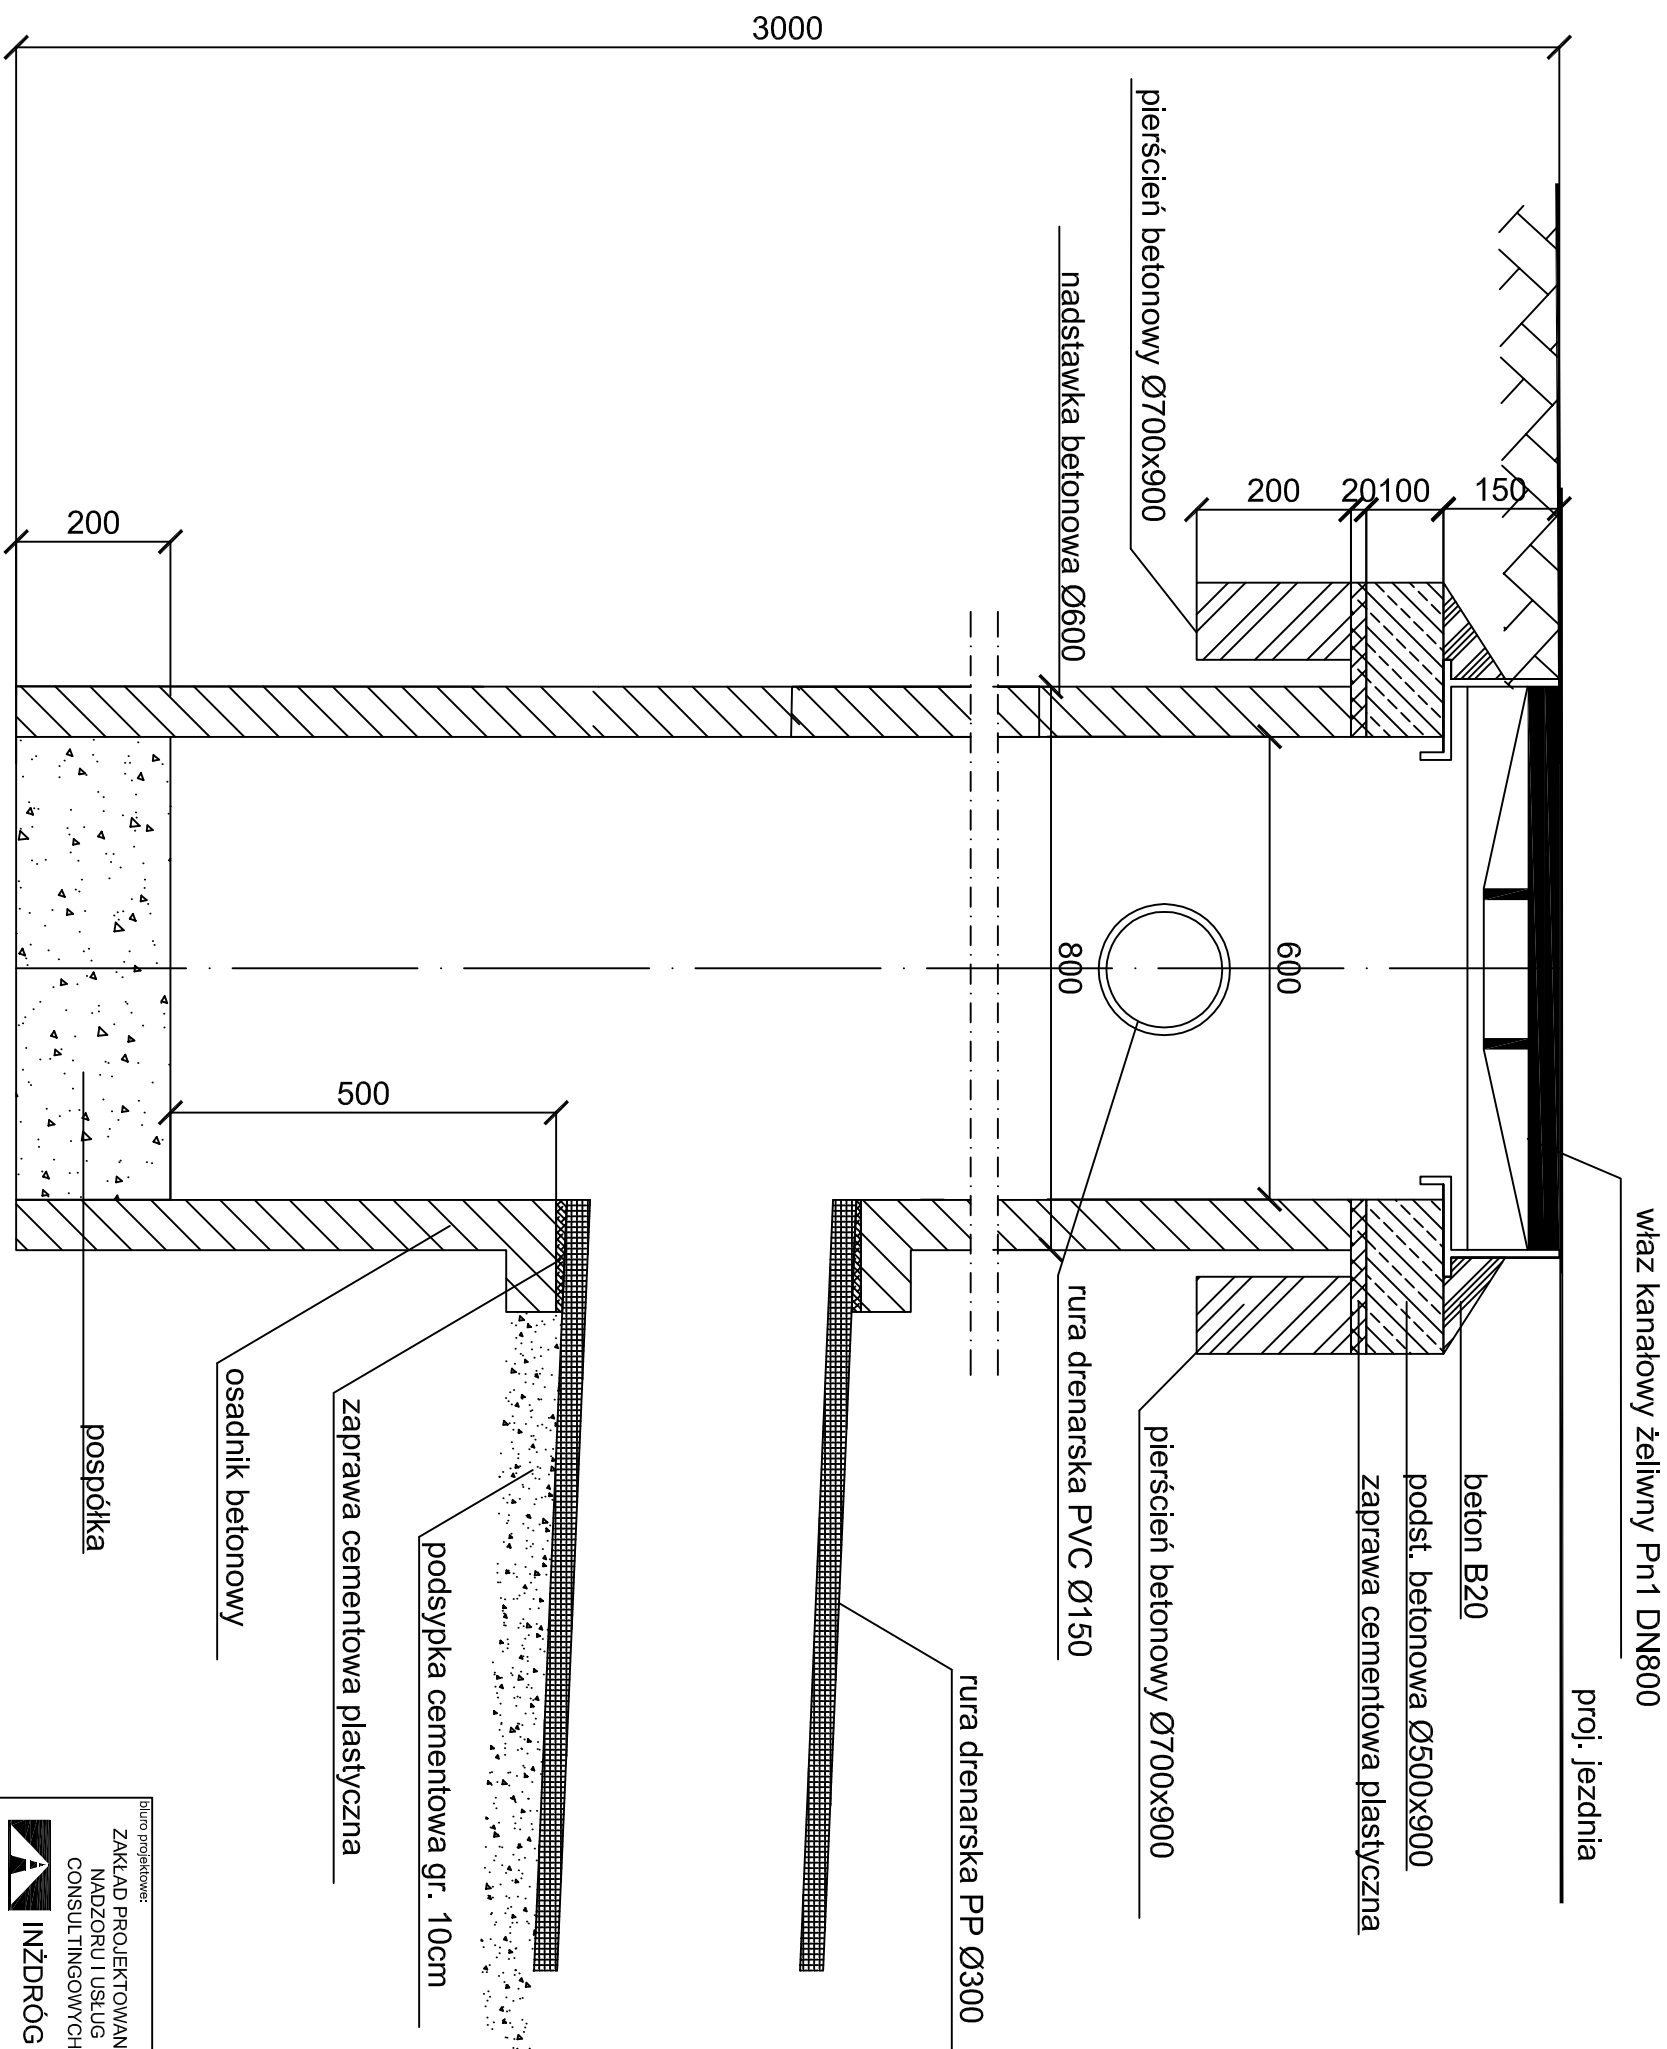 właz kanałowy żeliwny Pn1 DN800
proj. jezdnia
3000
150
100
20
200
200
pierścień betonowy Ø700x900
nadstawka betonowa Ø600
600
800
500
beton B20
podst. betonowa Ø500x900
zaprawa cementowa plastyczna
pierścień betonowy Ø700x900
rura drenarska PVC Ø150
rura drenarska PP Ø300
podsypka cementowa gr. 10cm
zaprawa cementowa plastyczna
osadnik betonowy
pospółka
biuro projektowe:
ZAKŁAD PROJEKTOWAN
NADZORU I USŁUG
CONSULTINGOWYCH
INŻDRÓG